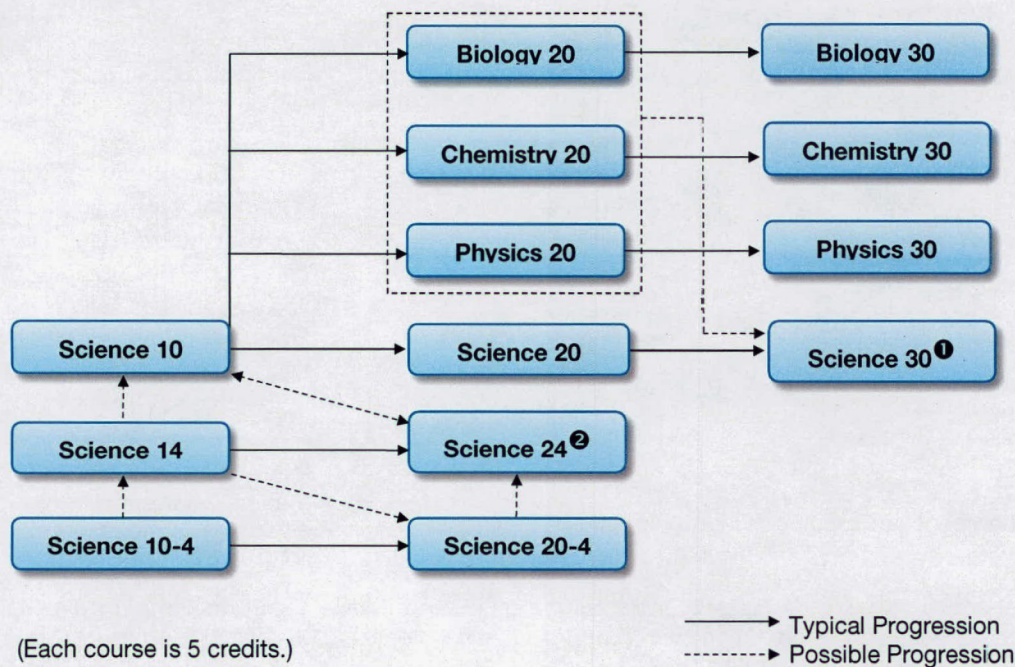 Biology 20
Biology 30
Chemistry 20
Chemistry 30
Physics 20
Physics 30
Science 10
Science 20
Science 30❶
Science 14
Science 24❷
Science 10-4
Science 20-4
(Each course is 5 credits.)
Typical Progression
Possible Progression